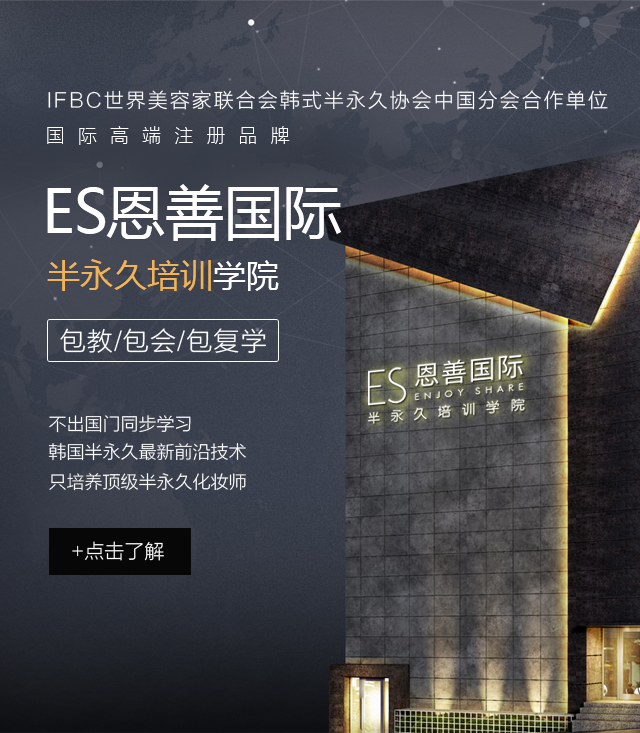 IFBC世界美容家联合会韩式半永久协会中国分会合作单位
国际高端注册品牌
ES恩善国际
半永久培训学院
包教/包会/包复学
ES 恩善国际
ENJOY SHARE
半永久培训学院
不出国门同步学习
韩国半永久最新前沿技术
只培养顶级半永久化妆师
+点击了解